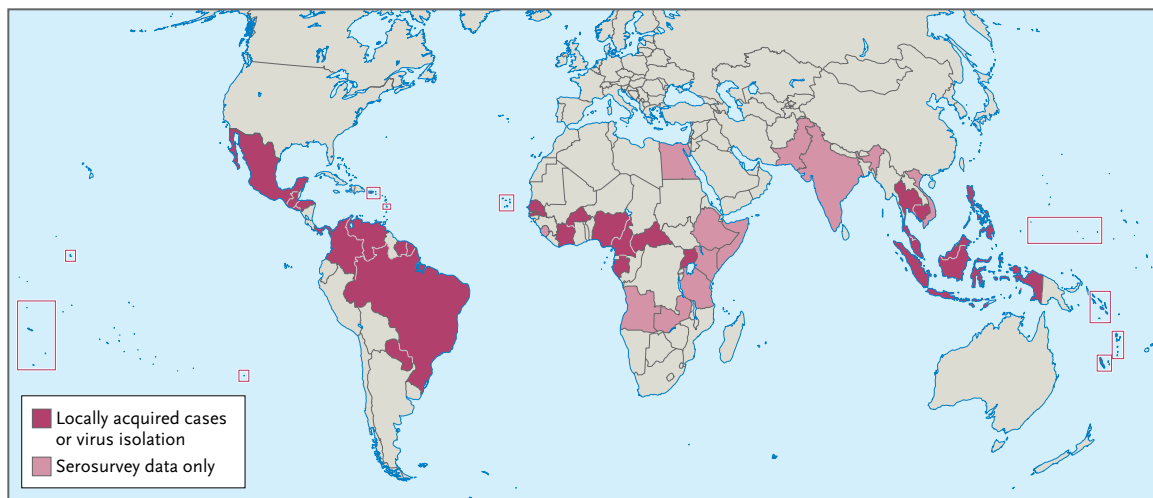 Locally acquired cases
or virus isolation
Serosurvey data only